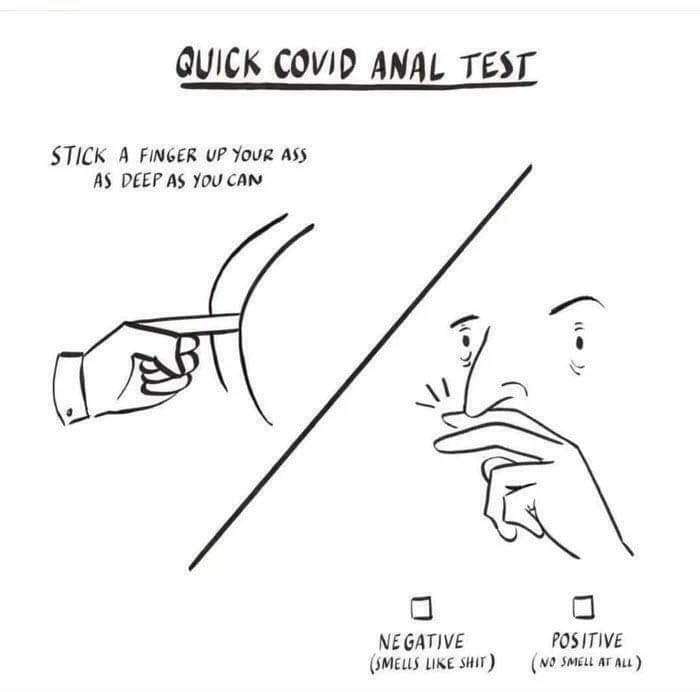 QUICK COVID ANAL TEST
STICK A FINGER UP YOUR ASS
AS DEEP AS YOU CAN
NEGATIVE
(SMELLS LIKE SHIT)
POSITIVE
(NO SMELL AT ALL)